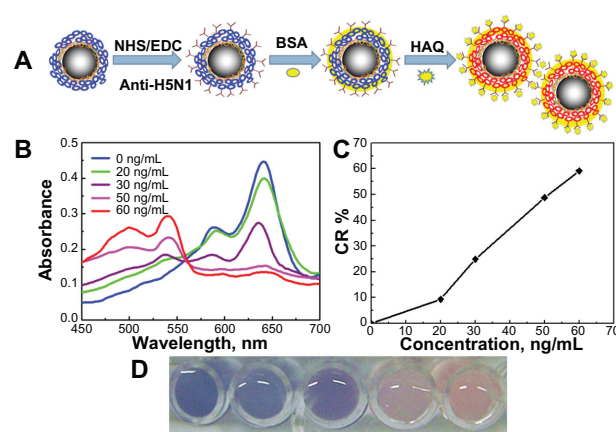 A
NHS/EDC
Anti-H5N1
BSA
HAQ
B
0.5
0.4
0.3
0.2
0.1
0.0
Absorbance
0 ng/mL
20 ng/mL
30 ng/mL
50 ng/mL
60 ng/mL
450 500 550 600 650 700
Wavelength, nm
C
70
60
50
40
30
20
10
0
CR %
0 10 20 30 40 50 60 70
Concentration, ng/mL
D